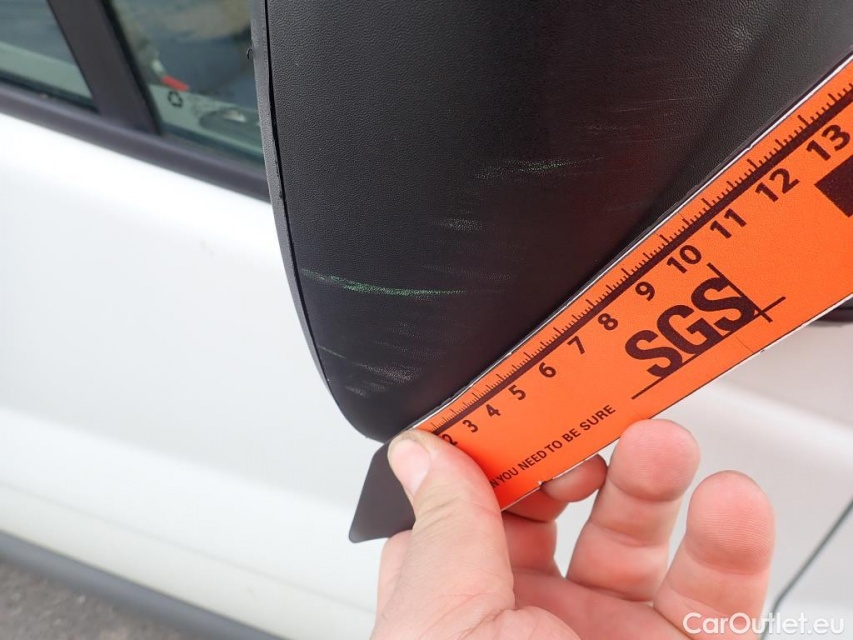 2 3 4 5 6 7 8 9 10 11 12 13
SGS
YOU NEED TO BE SURE
CarOutlet.eu